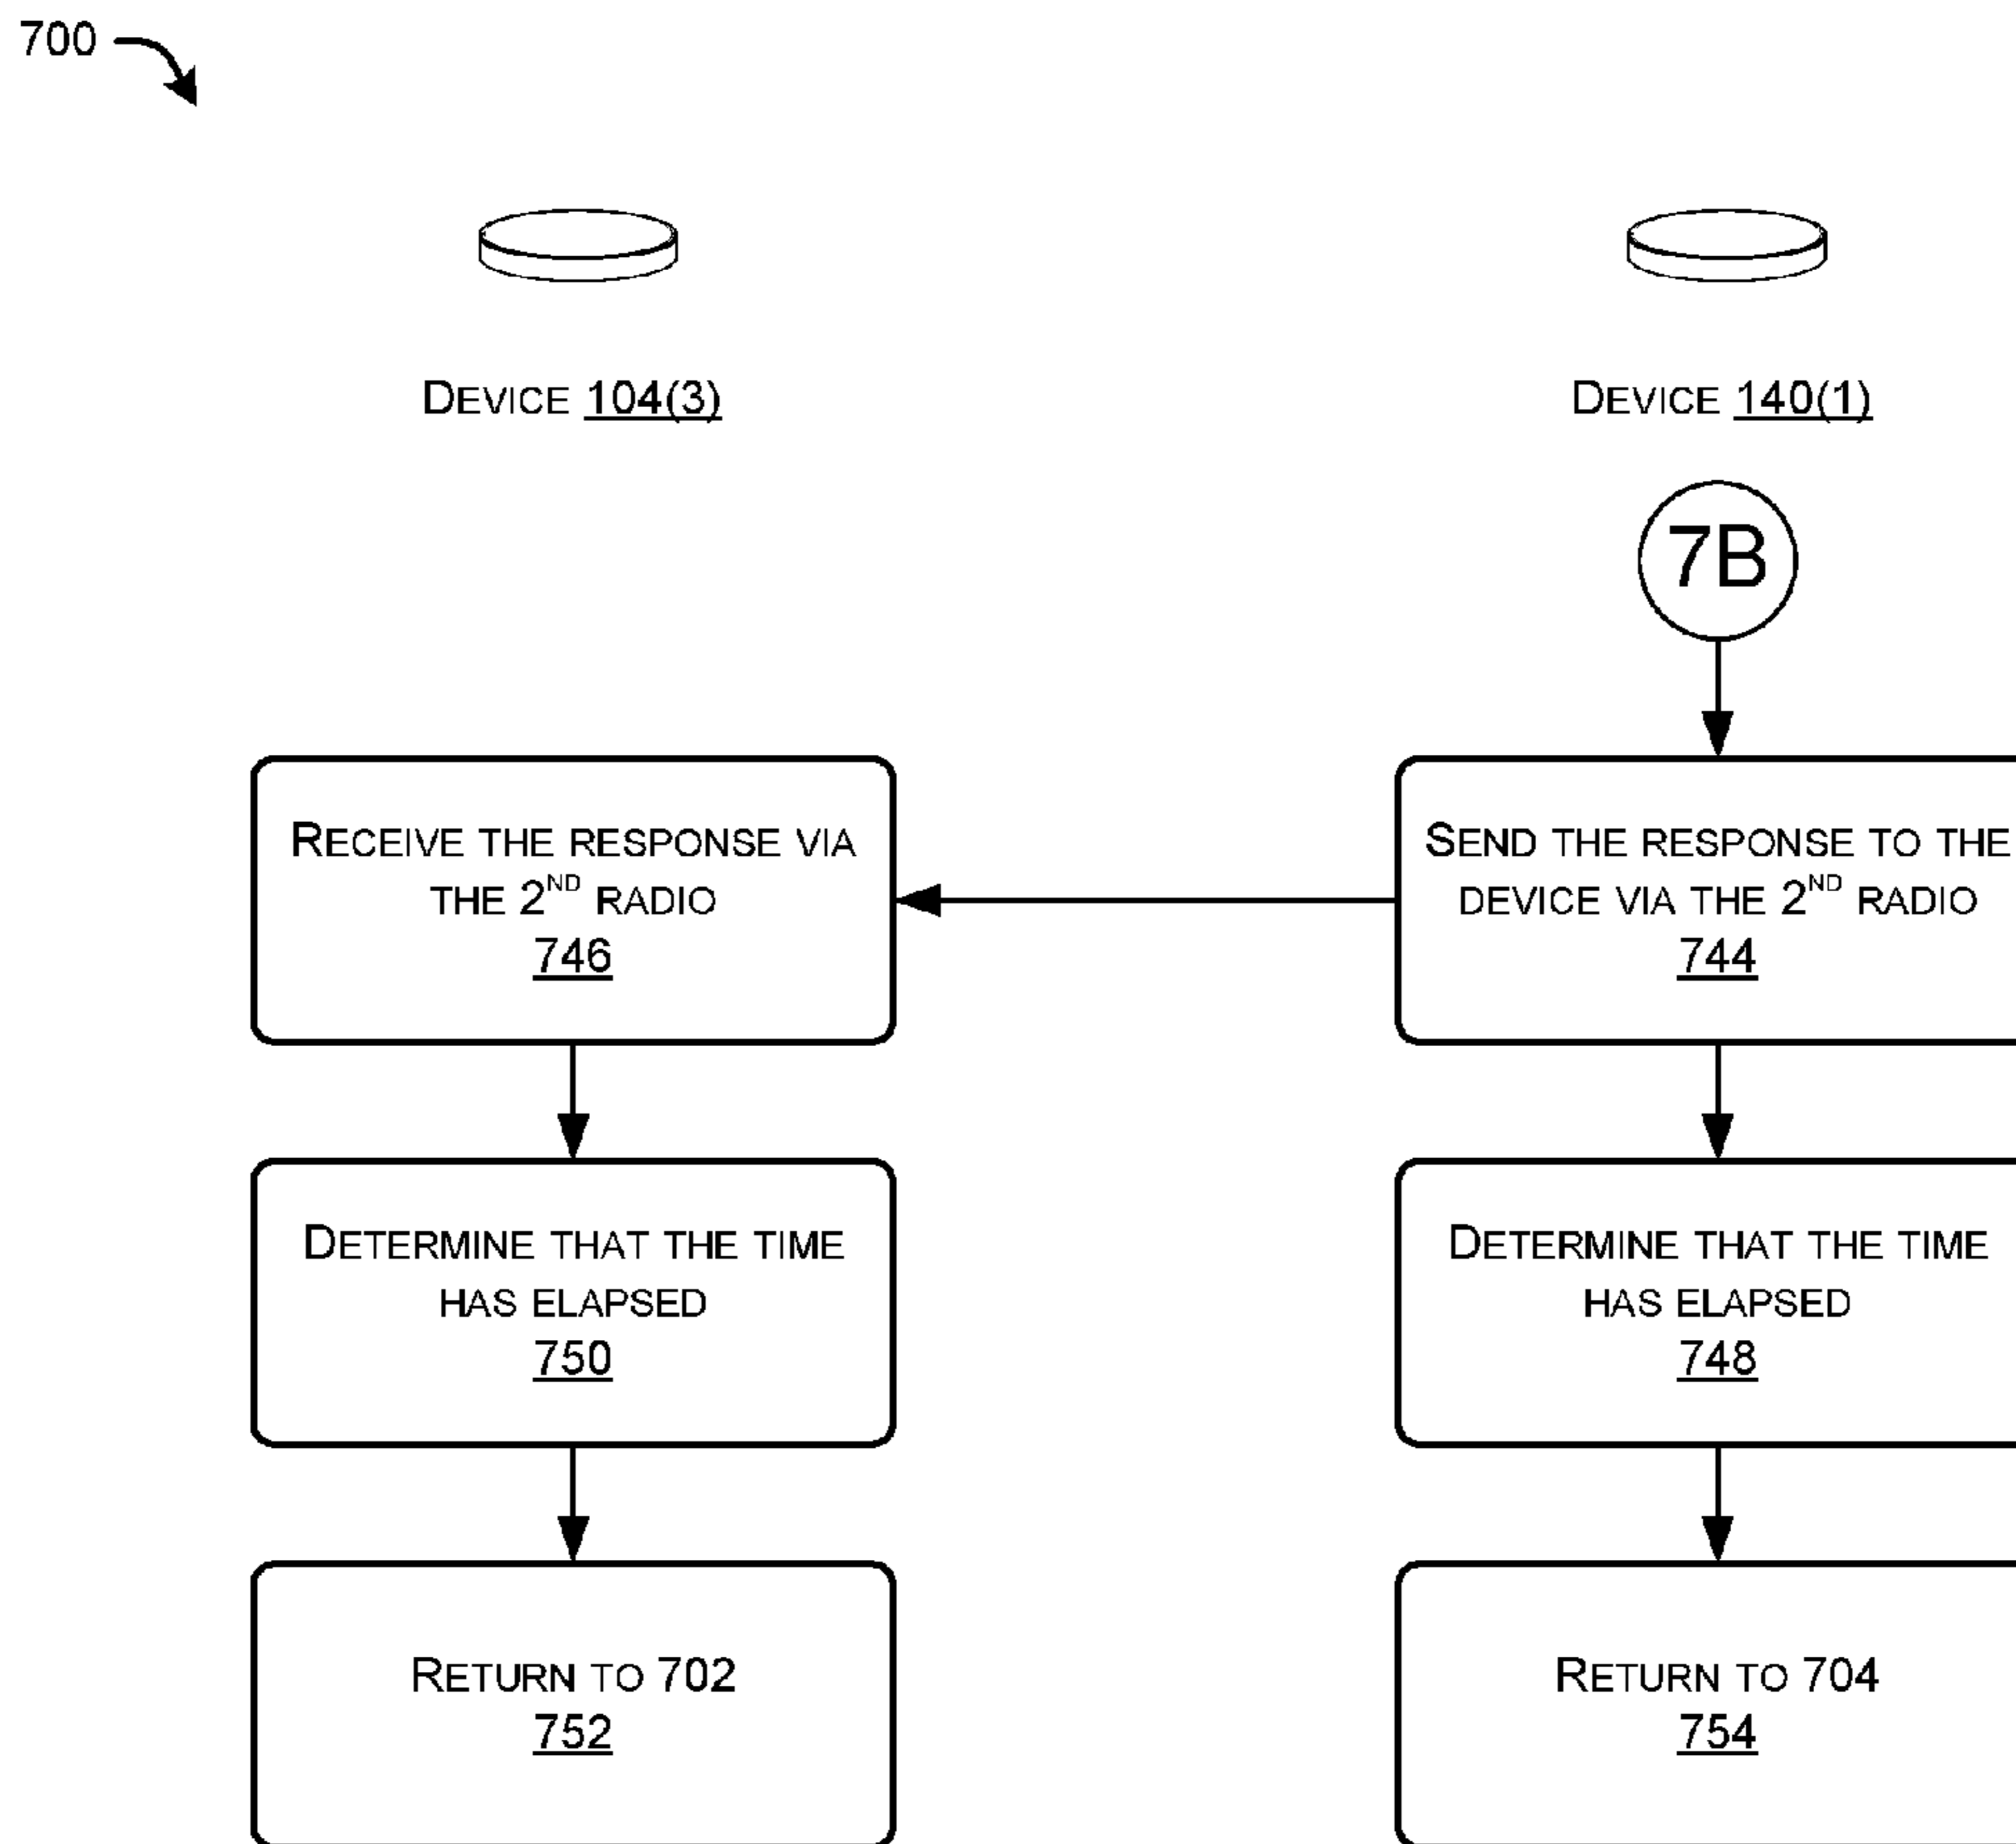 700
DEVICE 104(3)
DEVICE 140(1)
7B
RECEIVE THE RESPONSE VIA
THE 2ND RADIO
746
SEND THE RESPONSE TO THE
DEVICE VIA THE 2ND RADIO
744
DETERMINE THAT THE TIME
HAS ELAPSED
750
DETERMINE THAT THE TIME
HAS ELAPSED
748
RETURN TO 702
752
RETURN TO 704
754